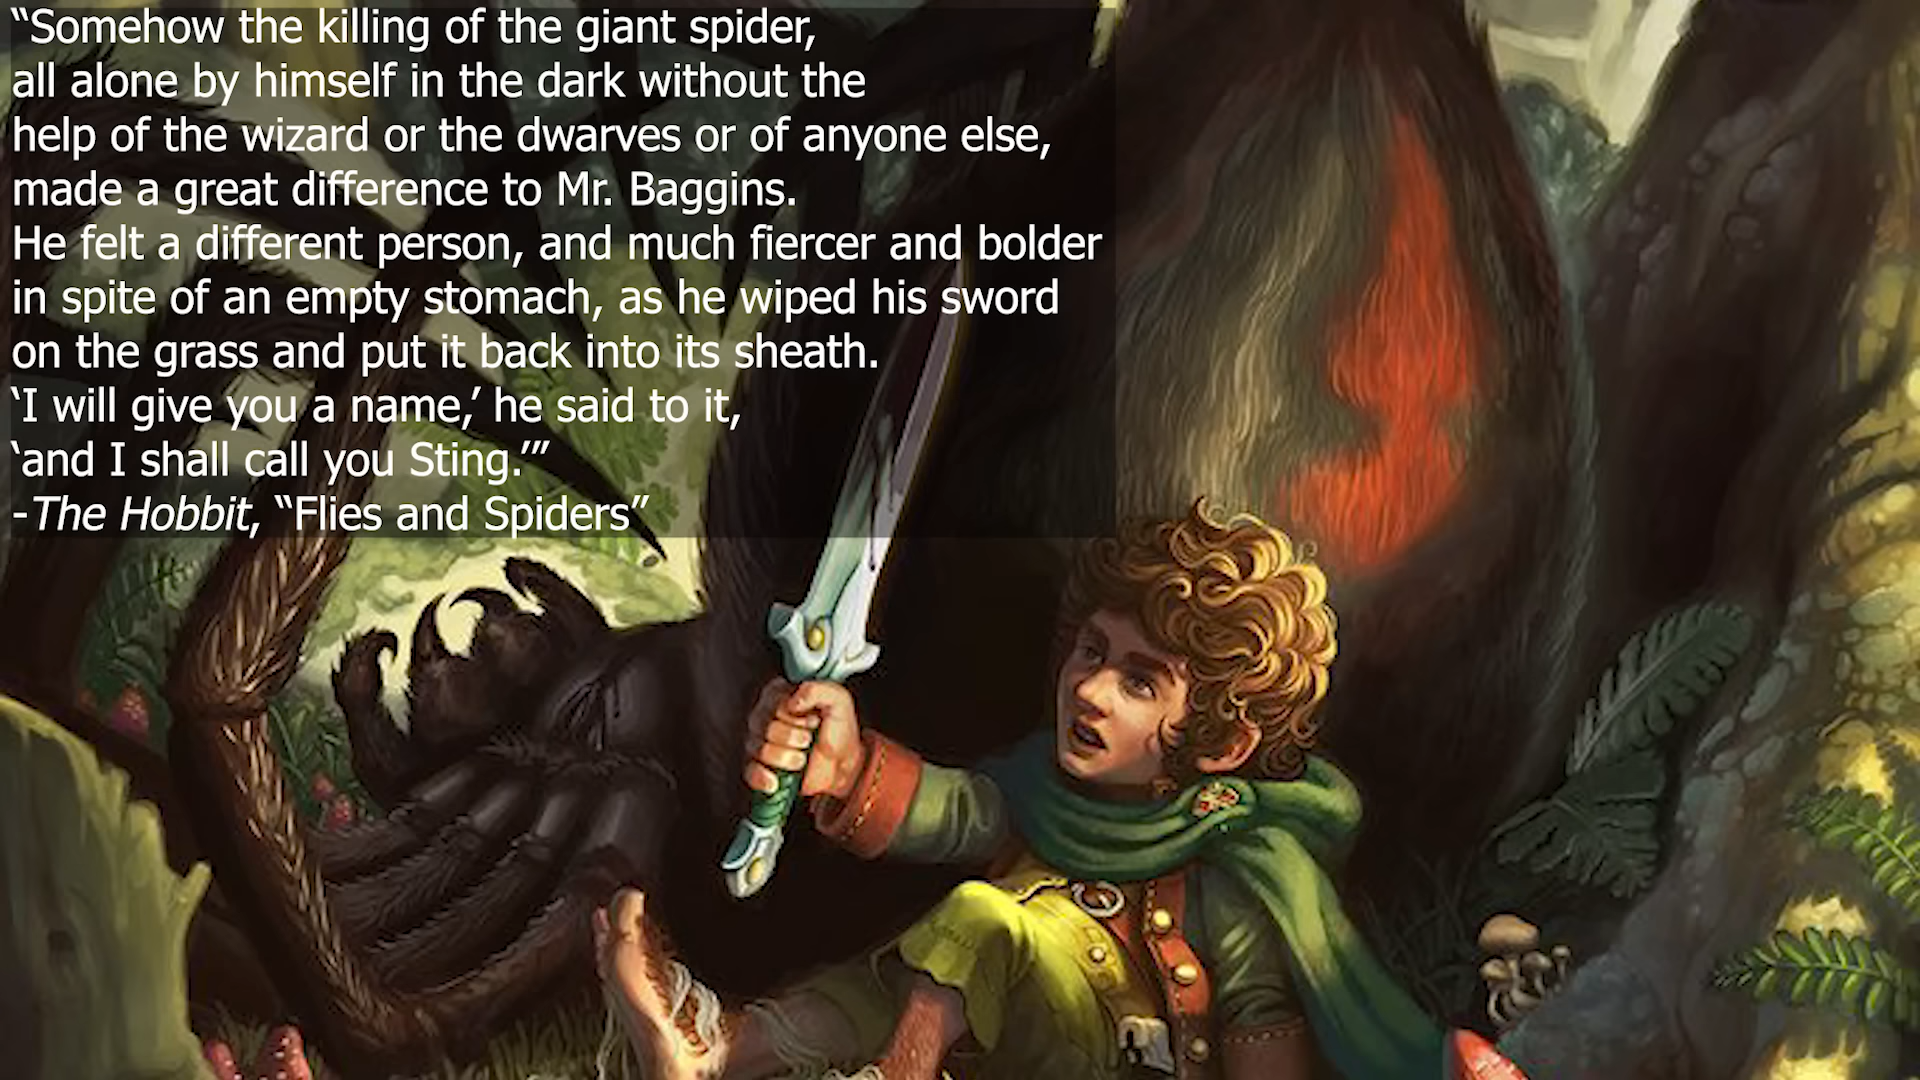 “Somehow the killing of the giant spider,
all alone by himself in the dark without the
help of the wizard or the dwarves or of anyone else,
made a great difference to Mr. Baggins.
He felt a different person, and much fiercer and bolder
in spite of an empty stomach, as he wiped his sword
on the grass and put it back into its sheath.
‘I will give you a name,’ he said to it,
‘and I shall call you Sting.’”
-The Hobbit, “Flies and Spiders”